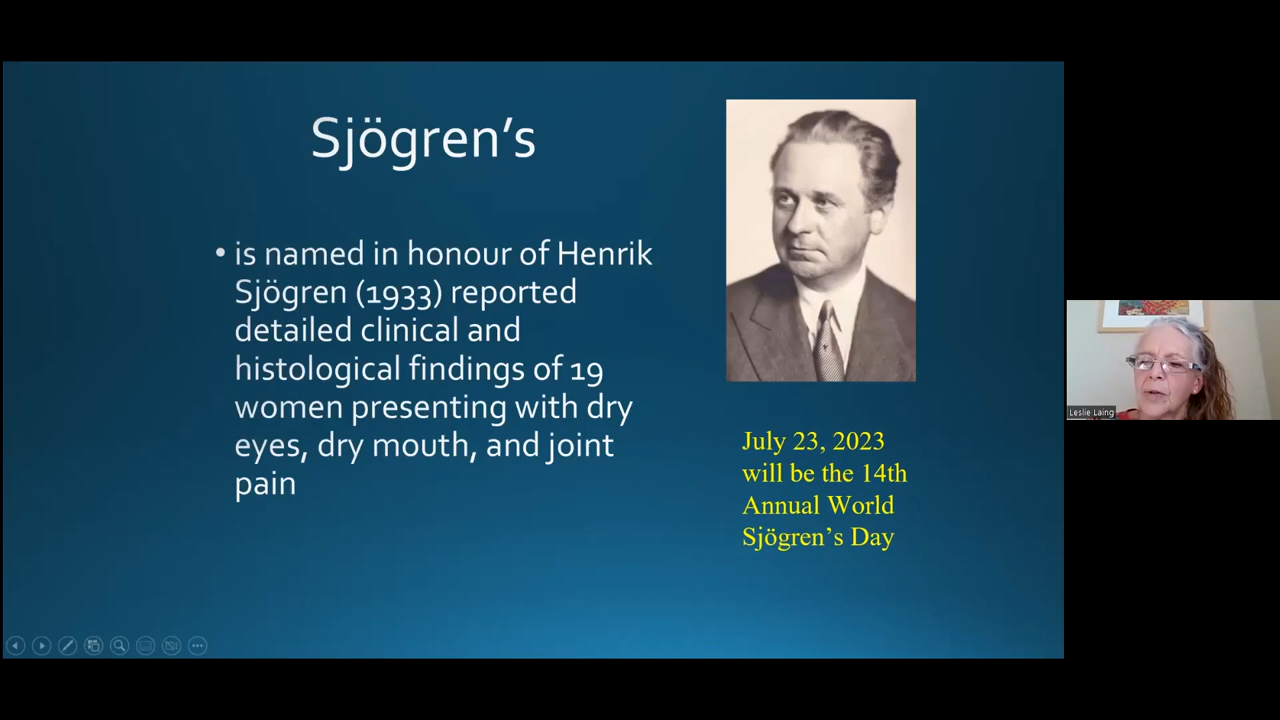 Sjögren’s
• is named in honour of Henrik
Sjögren (1933) reported
detailed clinical and
histological findings of 19
women presenting with dry
eyes, dry mouth, and joint
pain
July 23, 2023
will be the 14th
Annual World
Sjögren’s Day
Leslie Laing